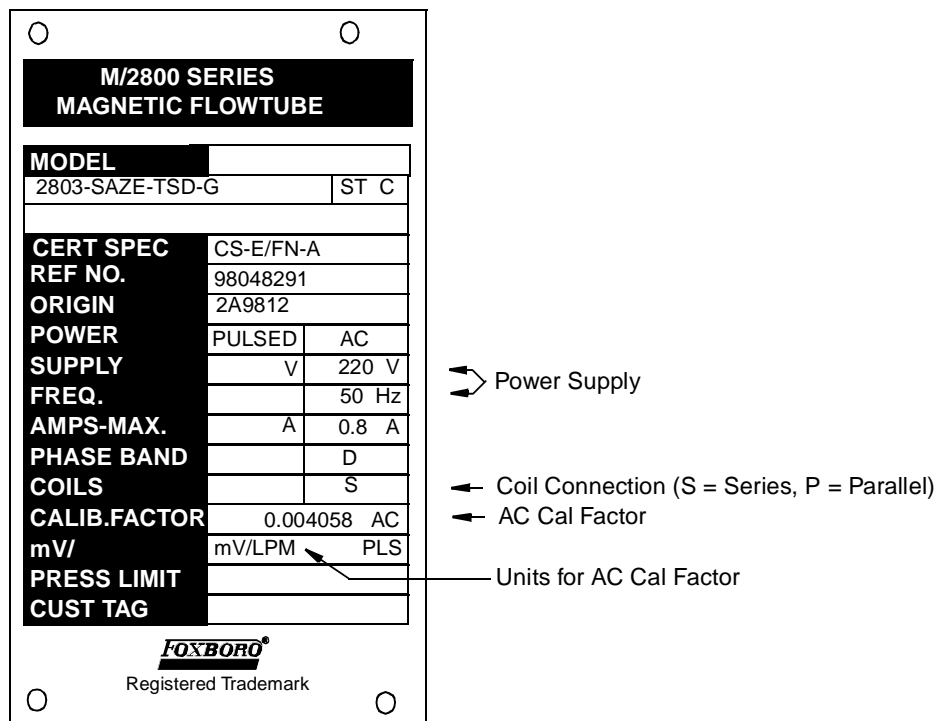 M/2800 SERIES
MAGNETIC FLOWTUBE
MODEL
2803-SAZE-TSD-G ST C
CERT SPEC CS-E/FN-A
REF NO. 98048291
ORIGIN 2A9812
POWER PULSED AC
SUPPLY V 220 V
FREQ. 50 Hz
Power Supply
AMPS-MAX. A 0.8 A
PHASE BAND D
COILS S
Coil Connection (S = Series, P = Parallel)
CALIB.FACTOR 0.004058 AC
AC Cal Factor
mV/ mV/LPM PLS
Units for AC Cal Factor
PRESS LIMIT
CUST TAG
FOXBORO®
Registered Trademark